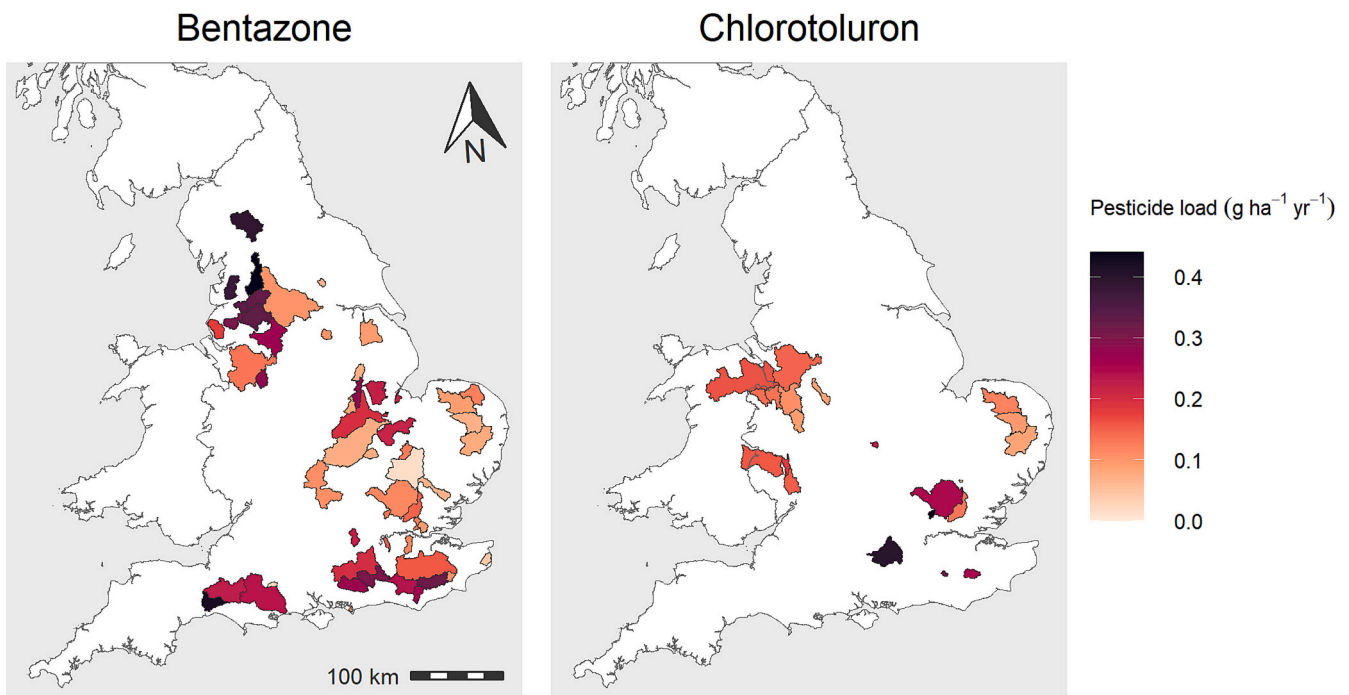 Bentazone
Chlorotoluron
N
100 km
Pesticide load (g ha⁻¹ yr⁻¹)
0.4
0.3
0.2
0.1
0.0